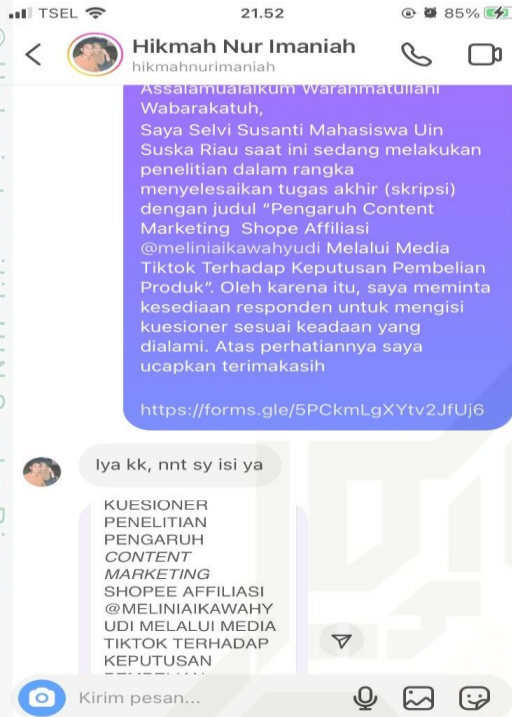 TSEL
21.52
85%
Hikmah Nur Imaniah
hikmahnurimaniah
Assalamualaikum Warahmatullahi
Wabarakatuh,
Saya Selvi Susanti Mahasiswa Uin
Suska Riau saat ini sedang melakukan
penelitian dalam rangka
menyelesaikan tugas akhir (skripsi)
dengan judul "Pengaruh Content
Marketing Shope Affiliasi
@meliniaikawahyudi Melalui Media
Tiktok Terhadap Keputusan Pembelian
Produk". Oleh karena itu, saya meminta
kesediaan responden untuk mengisi
kuesioner sesuai keadaan yang
dialami. Atas perhatiannya saya
ucapkan terimakasih
https://forms.gle/5PCkmLgXYtv2JfUj6
Iya kk, nnt sy isi ya
KUESIONER
PENELITIAN
PENGARUH
CONTENT
MARKETING
SHOPEE AFFILIASI
@MELINIAIKAWAHY
UDI MELALUI MEDIA
TIKTOK TERHADAP
KEPUTUSAN
Kirim pesan...